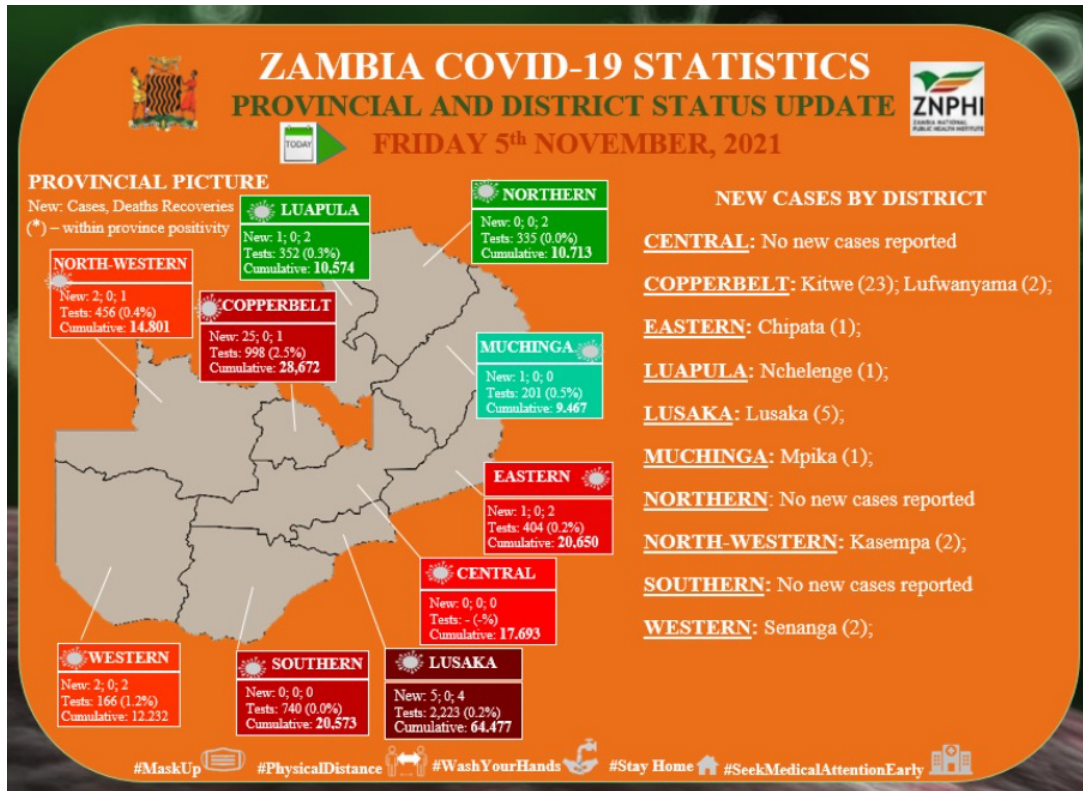 ZAMBIA COVID-19 STATISTICS
PROVINCIAL AND DISTRICT STATUS UPDATE
TODAY
FRIDAY 5th NOVEMBER, 2021
ZNPHI
ZAMBIA NATIONAL
PUBLIC HEALTH INSTITUTE
PROVINCIAL PICTURE
New: Cases, Deaths Recoveries
(*) – within province positivity
LUAPULA
New: 1; 0; 2
Tests: 352 (0.3%)
Cumulative: 10,574
NORTHERN
New: 0; 0; 2
Tests: 335 (0.0%)
Cumulative: 10.713
NORTH-WESTERN
New: 2; 0; 1
Tests: 456 (0.4%)
Cumulative: 14.801
COPPERBELT
New: 25; 0; 1
Tests: 998 (2.5%)
Cumulative: 28,672
MUCHINGA
New: 1; 0; 0
Tests: 201 (0.5%)
Cumulative: 9.467
EASTERN
New: 1; 0; 2
Tests: 404 (0.2%)
Cumulative: 20,650
CENTRAL
New: 0; 0; 0
Tests: - (-%)
Cumulative: 17.693
WESTERN
New: 2; 0; 2
Tests: 166 (1.2%)
Cumulative: 12.232
SOUTHERN
New: 0; 0; 0
Tests: 740 (0.0%)
Cumulative: 20,573
LUSAKA
New: 5; 0; 4
Tests: 2,223 (0.2%)
Cumulative: 64.477
NEW CASES BY DISTRICT
CENTRAL: No new cases reported
COPPERBELT: Kitwe (23); Lufwanyama (2);
EASTERN: Chipata (1);
LUAPULA: Nchelenge (1);
LUSAKA: Lusaka (5);
MUCHINGA: Mpika (1);
NORTHERN: No new cases reported
NORTH-WESTERN: Kasempa (2);
SOUTHERN: No new cases reported
WESTERN: Senanga (2);
#MaskUp #PhysicalDistance #WashYourHands #Stay Home #SeekMedicalAttentionEarly